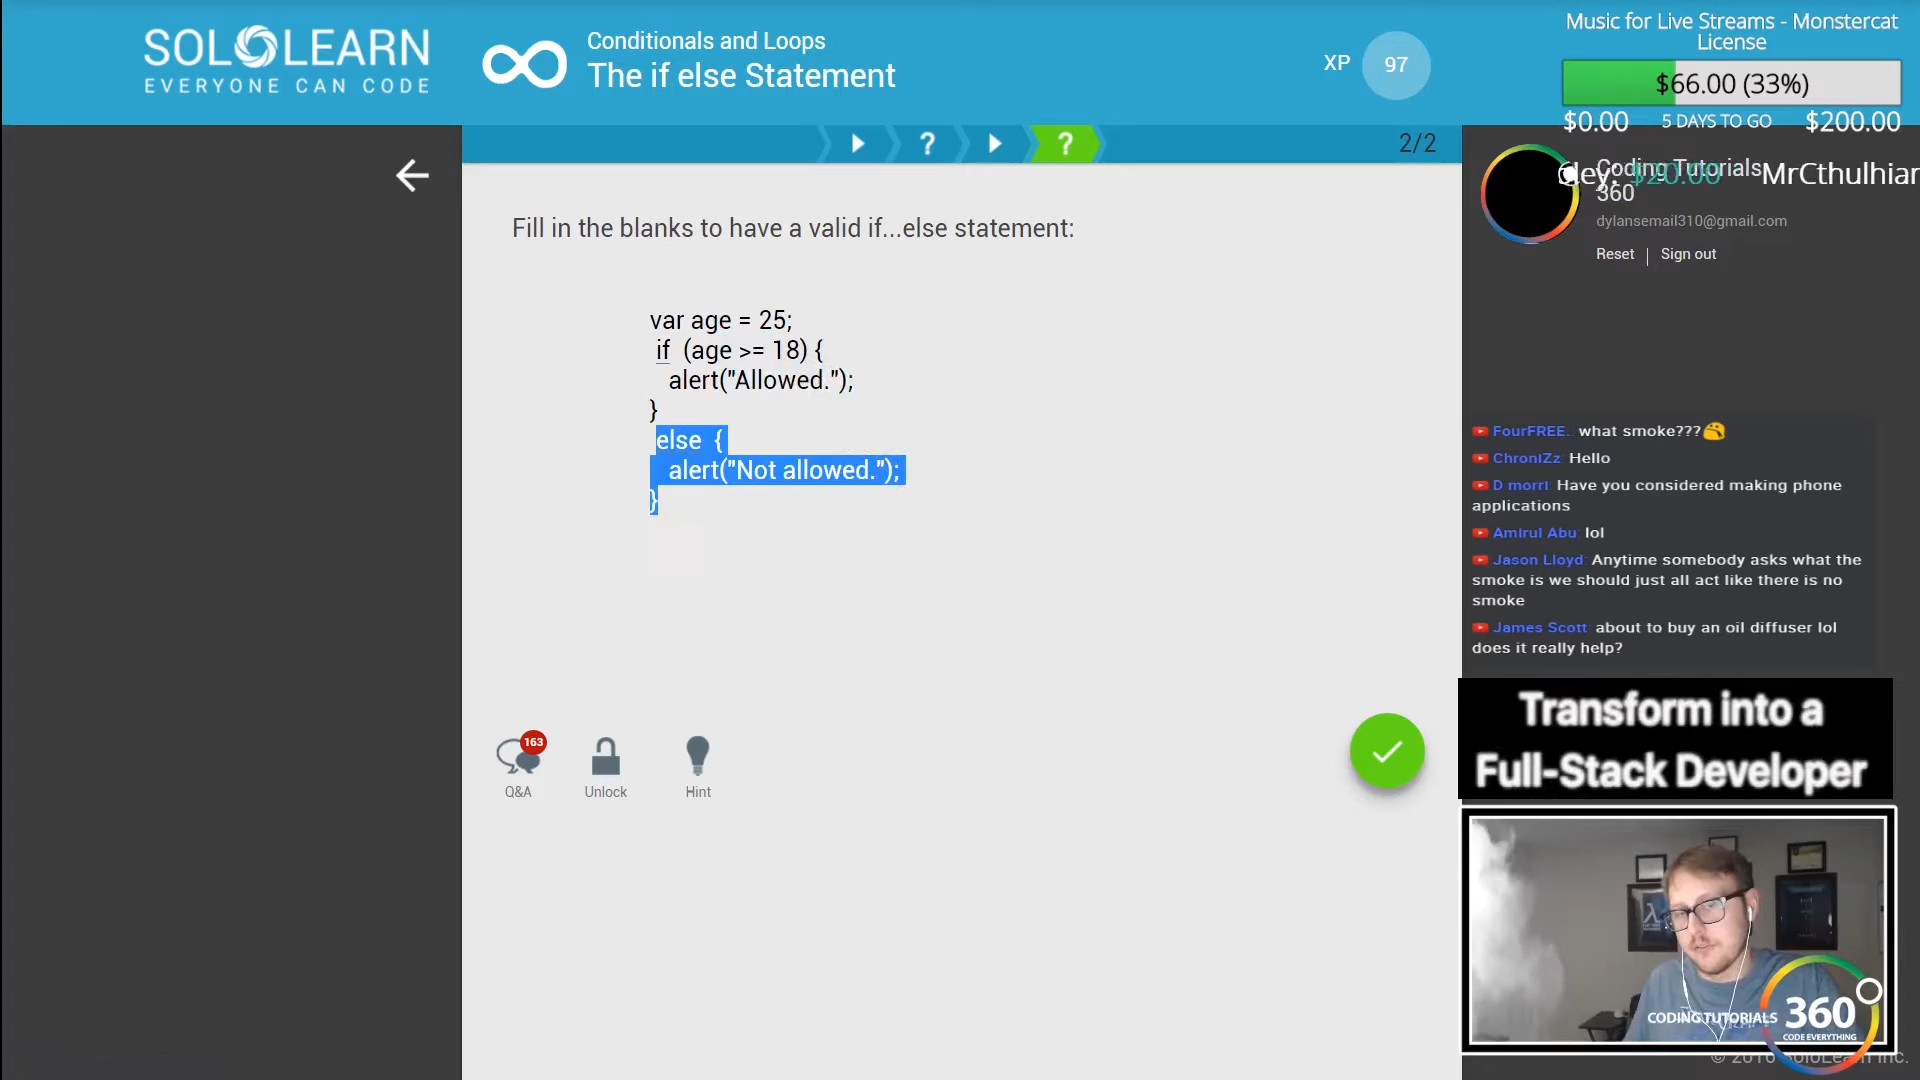 SOLOLEARN
EVERYONE CAN CODE
Conditionals and Loops
The if else Statement
XP 97
Music for Live Streams - Monstercat
License
$66.00 (33%)
$0.00 5 DAYS TO GO $200.00
? ? 2/2
Coding Tutorials
360
$20.00 MrCthulhian
dylansemail310@gmail.com
Reset | Sign out
Fill in the blanks to have a valid if...else statement:
var age = 25;
if (age >= 18) {
alert("Allowed.");
}
else {
alert("Not allowed.");
}
FourFREE. what smoke???
ChroniZz: Hello
D morri: Have you considered making phone
applications
Amirul Abu: lol
Jason Lloyd: Anytime somebody asks what the
smoke is we should just all act like there is no
smoke
James Scott: about to buy an oil diffuser lol
does it really help?
163
Q&A Unlock Hint
Transform into a
Full-Stack Developer
CODING TUTORIALS 360
CODE EVERYTHING